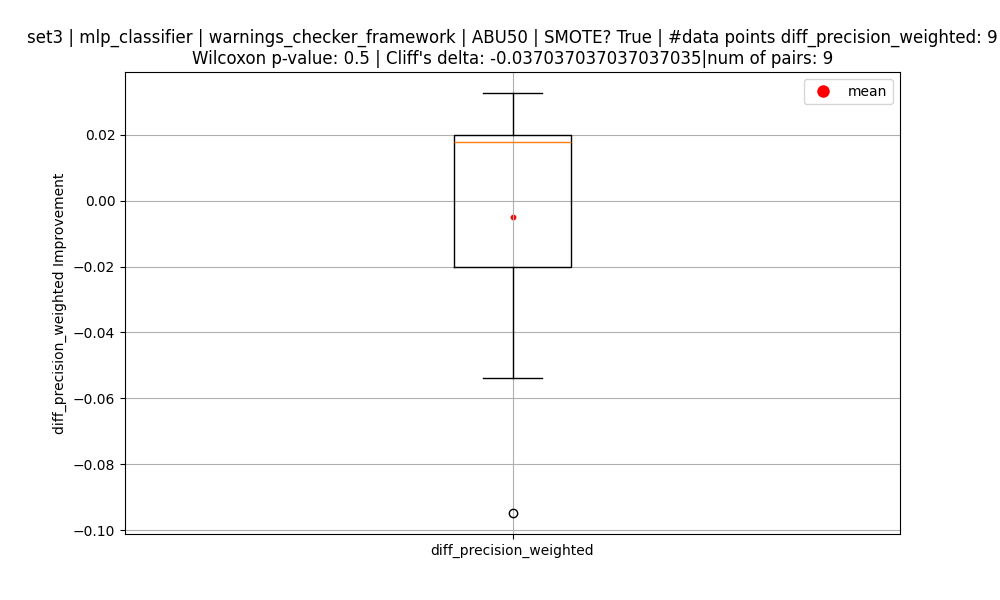 set3 | mlp_classifier | warnings_checker_framework | ABU50 | SMOTE? True | #data points diff_precision_weighted: 9
Wilcoxon p-value: 0.5 | Cliff's delta: -0.037037037037037035|num of pairs: 9
mean
0.02
0.00
−0.02
−0.04
−0.06
−0.08
−0.10
diff_precision_weighted Improvement
diff_precision_weighted